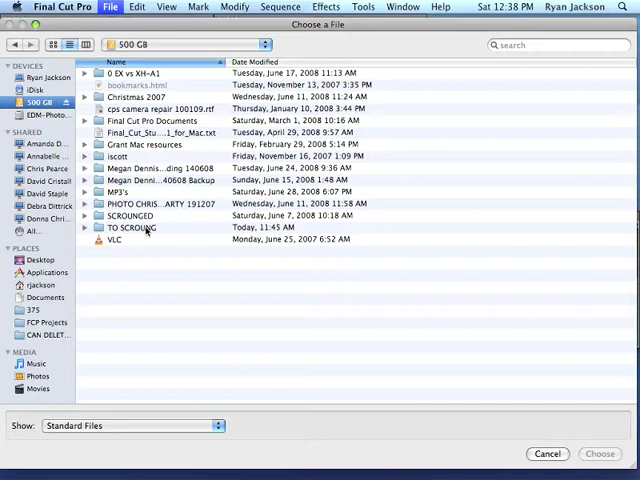 Final Cut Pro File Edit View Mark Modify Sequence Effects Tools Window Help Sat 12:38 PM Ryan Jackson
Choose a File
500 GB search
DEVICES
Ryan Jackson
iDisk
500 GB
EDM-Photo...
SHARED
Amanda D...
Annabelle ...
Chris Pearce
David Cristall
David Staple
Debra Dittrick
Donna Chri...
All...
PLACES
Desktop
Applications
rjackson
Documents
375
FCP Projects
CAN DELET...
MEDIA
Music
Photos
Movies
Name Date Modified
0 EX vs XH-A1 Tuesday, June 17, 2008 11:13 AM
bookmarks.html Tuesday, November 13, 2007 3:35 PM
Christmas 2007 Wednesday, June 11, 2008 11:24 AM
cps camera repair 100109.rtf Thursday, January 10, 2008 3:44 PM
Final Cut Pro Documents Saturday, March 1, 2008 10:16 AM
Final_Cut_Stu...1_for_Mac.txt Tuesday, April 29, 2008 9:57 AM
Grant Mac resources Friday, February 29, 2008 5:14 PM
iscott Friday, November 16, 2007 1:09 PM
Megan Dennis...ding 140608 Tuesday, June 24, 2008 9:36 AM
Megan Denni...40608 Backup Sunday, June 15, 2008 1:48 AM
MP3's Saturday, June 28, 2008 6:07 PM
PHOTO CHRIS...ARTY 191207 Wednesday, June 11, 2008 11:58 AM
SCROUNGED Saturday, June 7, 2008 10:18 AM
TO SCROUNG Today, 11:45 AM
VLC Monday, June 25, 2007 6:52 AM
Show: Standard Files
Cancel Choose